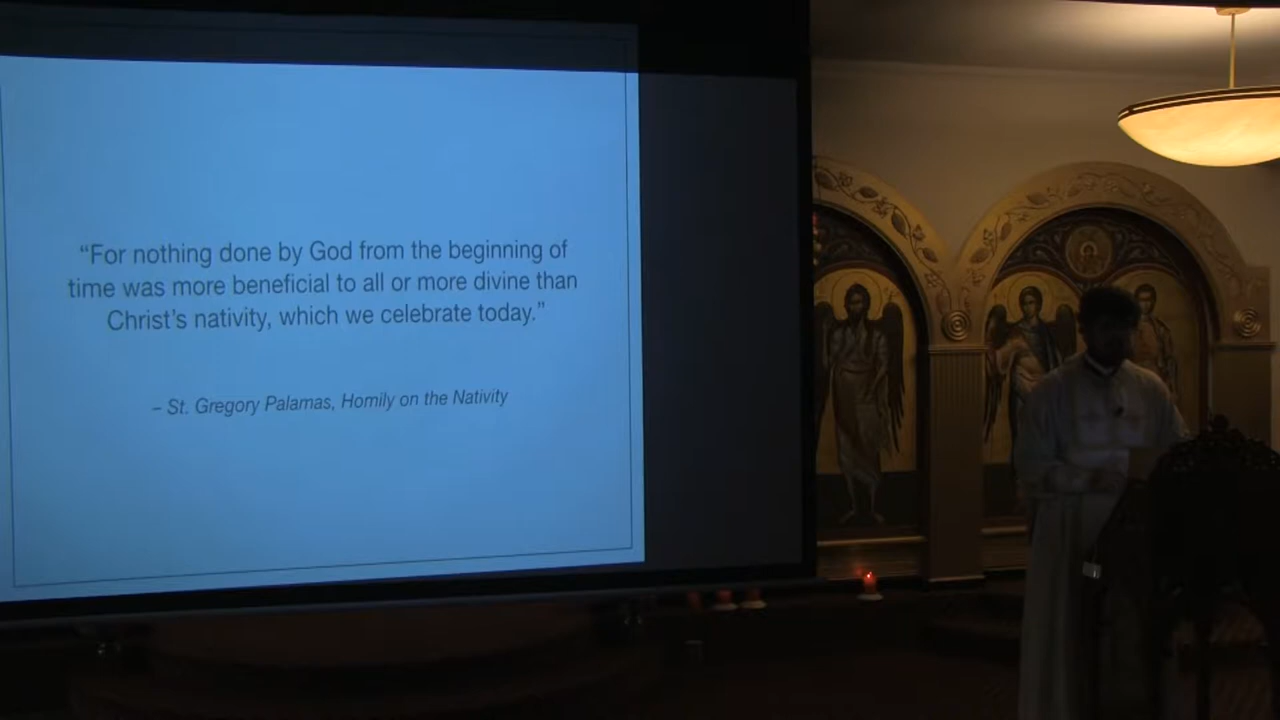 “For nothing done by God from the beginning of
time was more beneficial to all or more divine than
Christ’s nativity, which we celebrate today.”
– St. Gregory Palamas, Homily on the Nativity